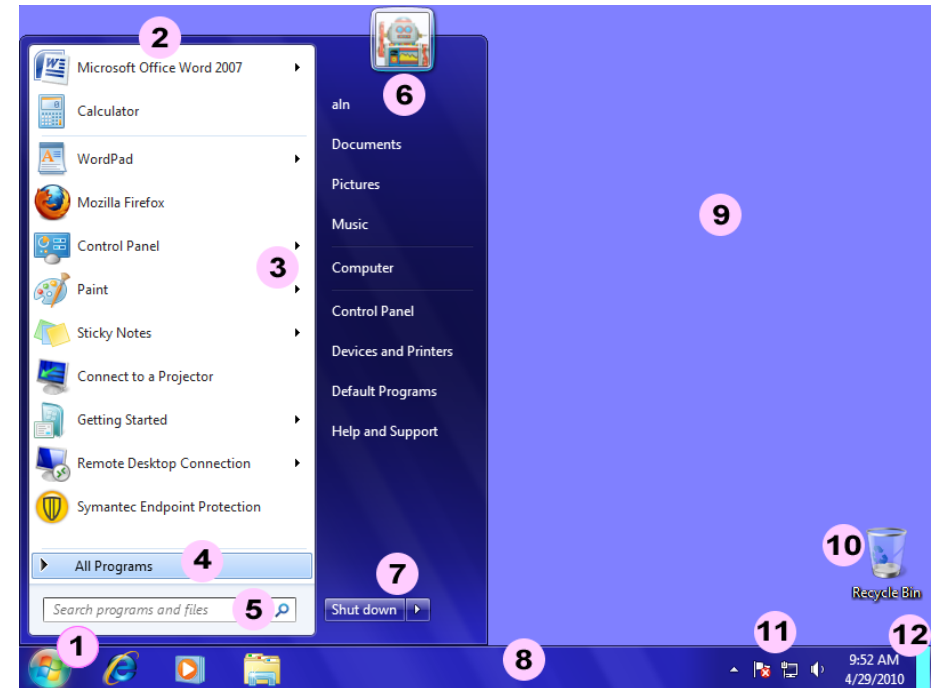 2
Microsoft Office Word 2007
Calculator
WordPad
Mozilla Firefox
Control Panel
3
Paint
Sticky Notes
Connect to a Projector
Getting Started
Remote Desktop Connection
Symantec Endpoint Protection
All Programs
4
Search programs and files
5
6
aln
Documents
Pictures
Music
Computer
Control Panel
Devices and Printers
Default Programs
Help and Support
7
Shut down
9
10
Recycle Bin
1
8
11
12
9:52 AM
4/29/2010